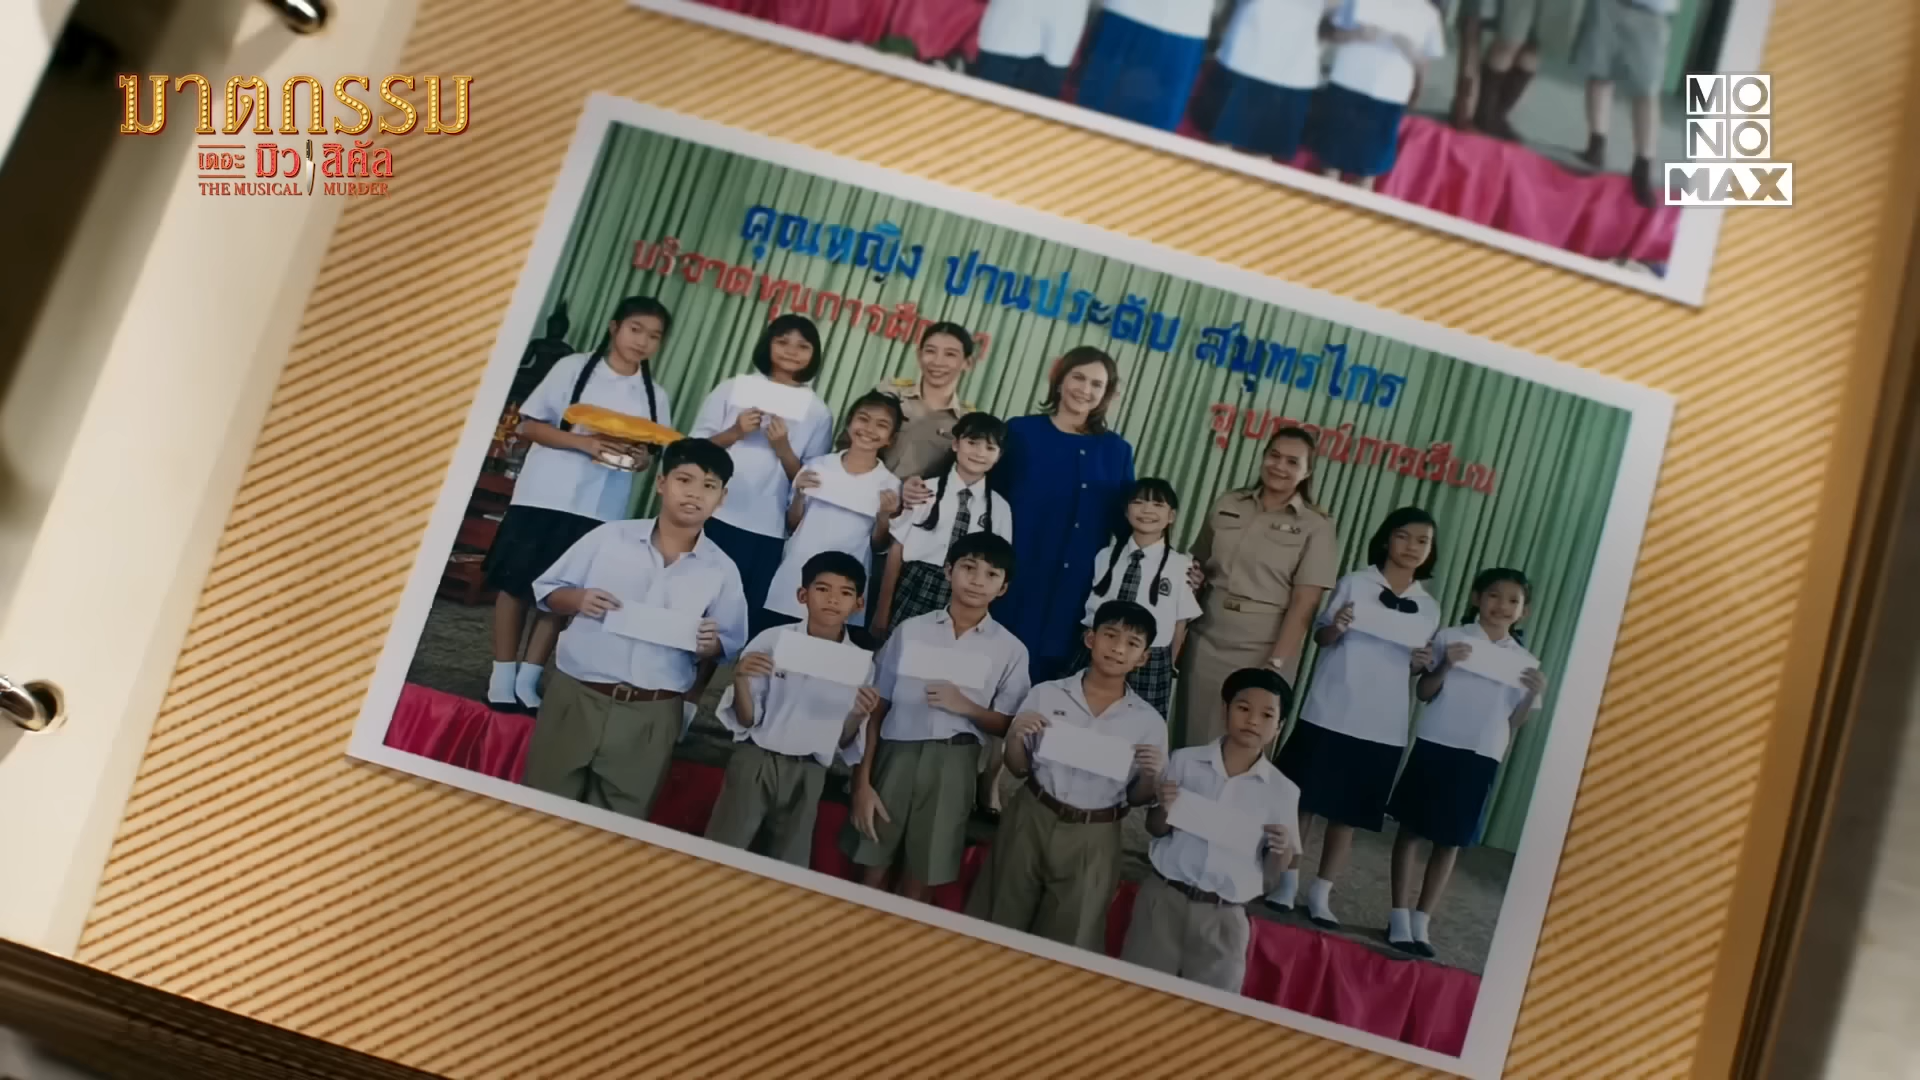 ฆาตกรรม
เดอะ มิวสิคัล
THE MUSICAL MURDER
MONOMAX
คุณหญิง ปานประดับ สมุทรไกร
บริจาคทุนการศึกษา อุปกรณ์การเรียน